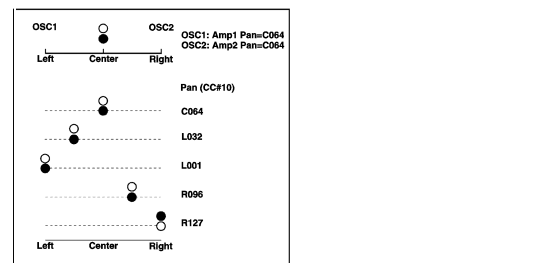 OSC1 OSC2
OSC1: Amp1 Pan=C064
OSC2: Amp2 Pan=C064
Left Center Right
Pan (CC#10)
C064
L032
L001
R096
R127
Left Center Right